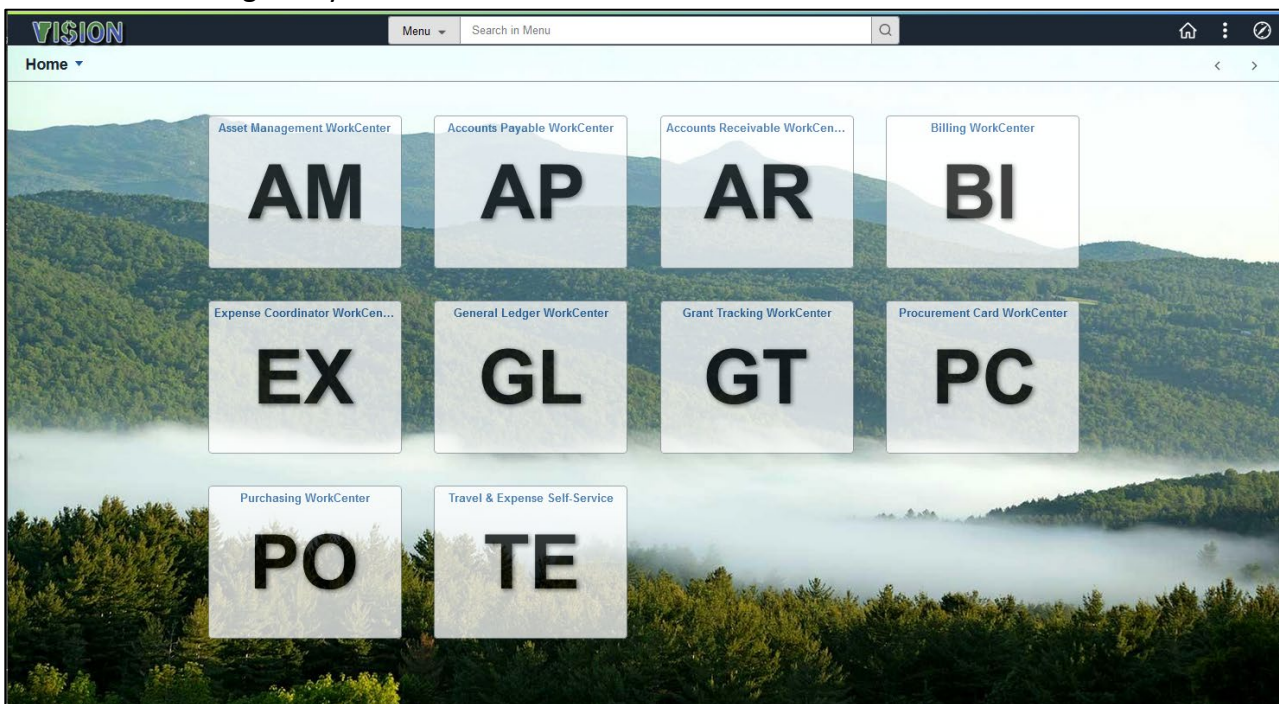 VISION
Menu
Search in Menu
Home
Asset Management WorkCenter
Accounts Payable WorkCenter
Accounts Receivable WorkCen...
Billing WorkCenter
AM
AP
AR
BI
Expense Coordinator WorkCen...
General Ledger WorkCenter
Grant Tracking WorkCenter
Procurement Card WorkCenter
EX
GL
GT
PC
Purchasing WorkCenter
Travel & Expense Self-Service
PO
TE